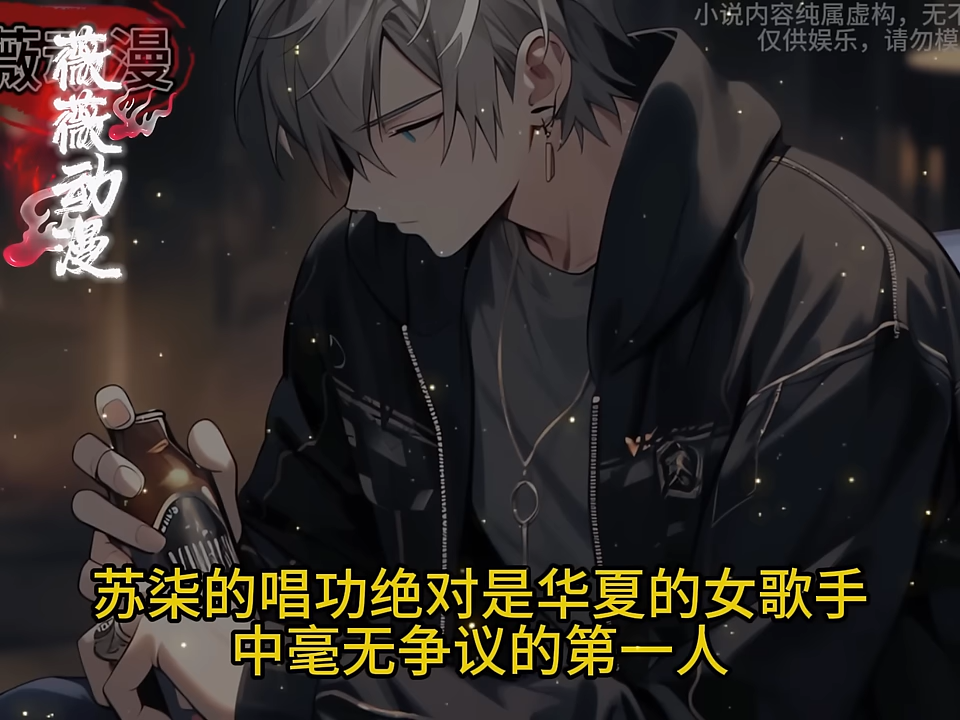 小说内容纯属虚构，无不
仅供娱乐，请勿模
薇薇动漫
薇 漫
苏柒的唱功绝对是华夏的女歌手
中毫无争议的第一人